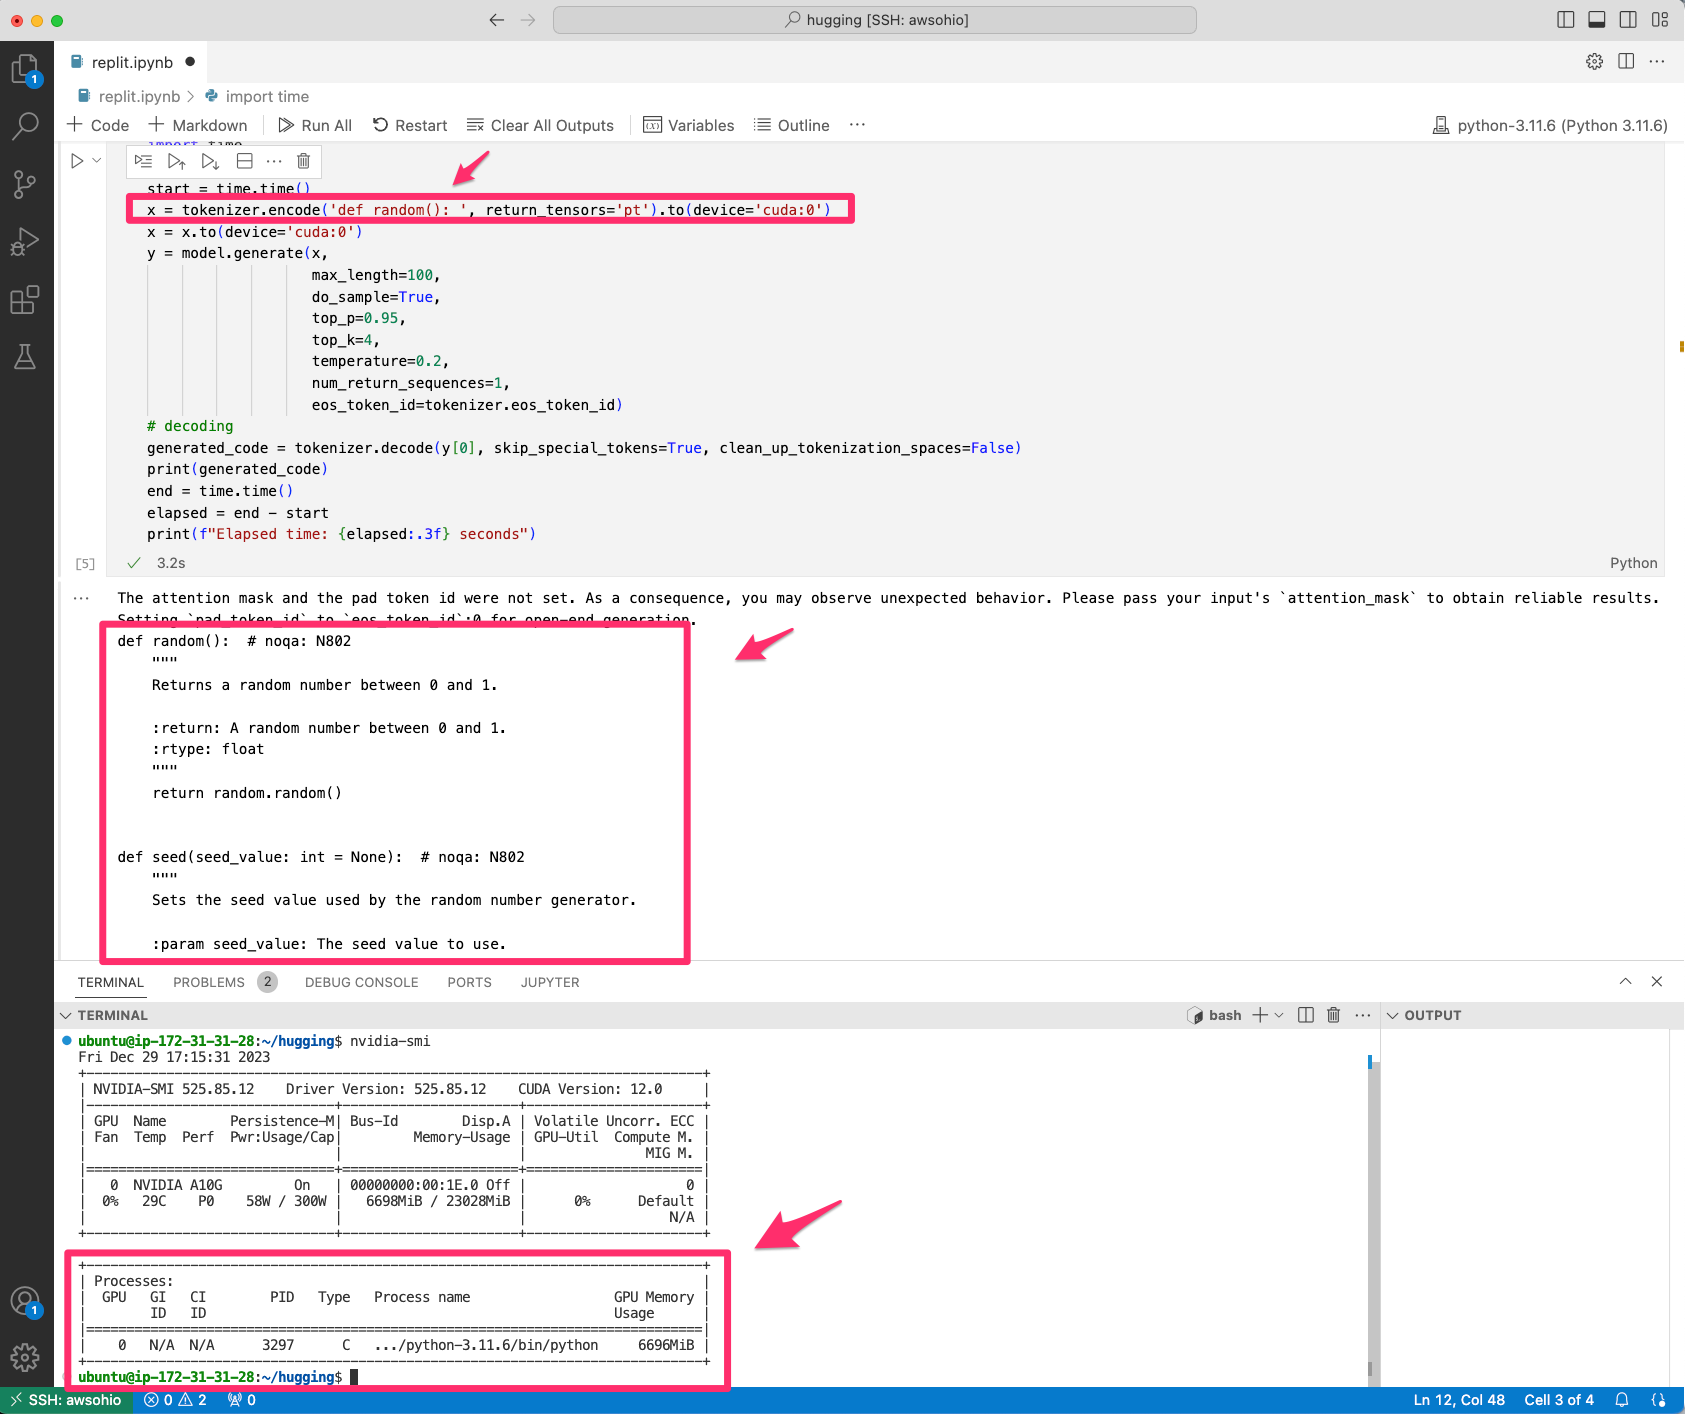 hugging [SSH: awsohio]
replit.ipynb
replit.ipynb > import time
+ Code + Markdown Run All Restart Clear All Outputs Variables Outline ... python-3.11.6 (Python 3.11.6)
import time
start = time.time()
x = tokenizer.encode('def random(): ', return_tensors='pt').to(device='cuda:0')
x = x.to(device='cuda:0')
y = model.generate(x,
max_length=100,
do_sample=True,
top_p=0.95,
top_k=4,
temperature=0.2,
num_return_sequences=1,
eos_token_id=tokenizer.eos_token_id)
# decoding
generated_code = tokenizer.decode(y[0], skip_special_tokens=True, clean_up_tokenization_spaces=False)
print(generated_code)
end = time.time()
elapsed = end - start
print(f"Elapsed time: {elapsed:.3f} seconds")
[5] 3.2s Python
The attention mask and the pad token id were not set. As a consequence, you may observe unexpected behavior. Please pass your input's `attention_mask` to obtain reliable results.
Setting `pad_token_id` to `eos_token_id`:0 for open-end generation.
def random():  # noqa: N802
    """
    Returns a random number between 0 and 1.
    :return: A random number between 0 and 1.
    :rtype: float
    """
    return random.random()
def seed(seed_value: int = None):  # noqa: N802
    """
    Sets the seed value used by the random number generator.
    :param seed_value: The seed value to use.
TERMINAL PROBLEMS 2 DEBUG CONSOLE PORTS JUPYTER
TERMINAL bash OUTPUT
ubuntu@ip-172-31-31-28:~/hugging$ nvidia-smi
Fri Dec 29 17:15:31 2023
+-----------------------------------------------------------------------------+
| NVIDIA-SMI 525.85.12    Driver Version: 525.85.12    CUDA Version: 12.0     |
|-------------------------------+----------------------+----------------------+
| GPU  Name        Persistence-M| Bus-Id        Disp.A | Volatile Uncorr. ECC |
| Fan  Temp  Perf  Pwr:Usage/Cap|         Memory-Usage | GPU-Util  Compute M. |
|                               |                      |               MIG M. |
|===============================+======================+======================|
|   0  NVIDIA A10G         On   | 00000000:00:1E.0 Off |                    0 |
|  0%   29C    P0    58W / 300W |   6698MiB / 23028MiB |      0%      Default |
|                               |                      |                  N/A |
+-------------------------------+----------------------+----------------------+
+-----------------------------------------------------------------------------+
| Processes:                                                                  |
|  GPU   GI   CI        PID   Type   Process name                  GPU Memory |
|        ID   ID                                                   Usage      |
|=============================================================================|
|    0   N/A  N/A      3297      C   .../python-3.11.6/bin/python     6696MiB |
+-----------------------------------------------------------------------------+
ubuntu@ip-172-31-31-28:~/hugging$
SSH: awsohio 0 2 0 Ln 12, Col 48 Cell 3 of 4
1
1